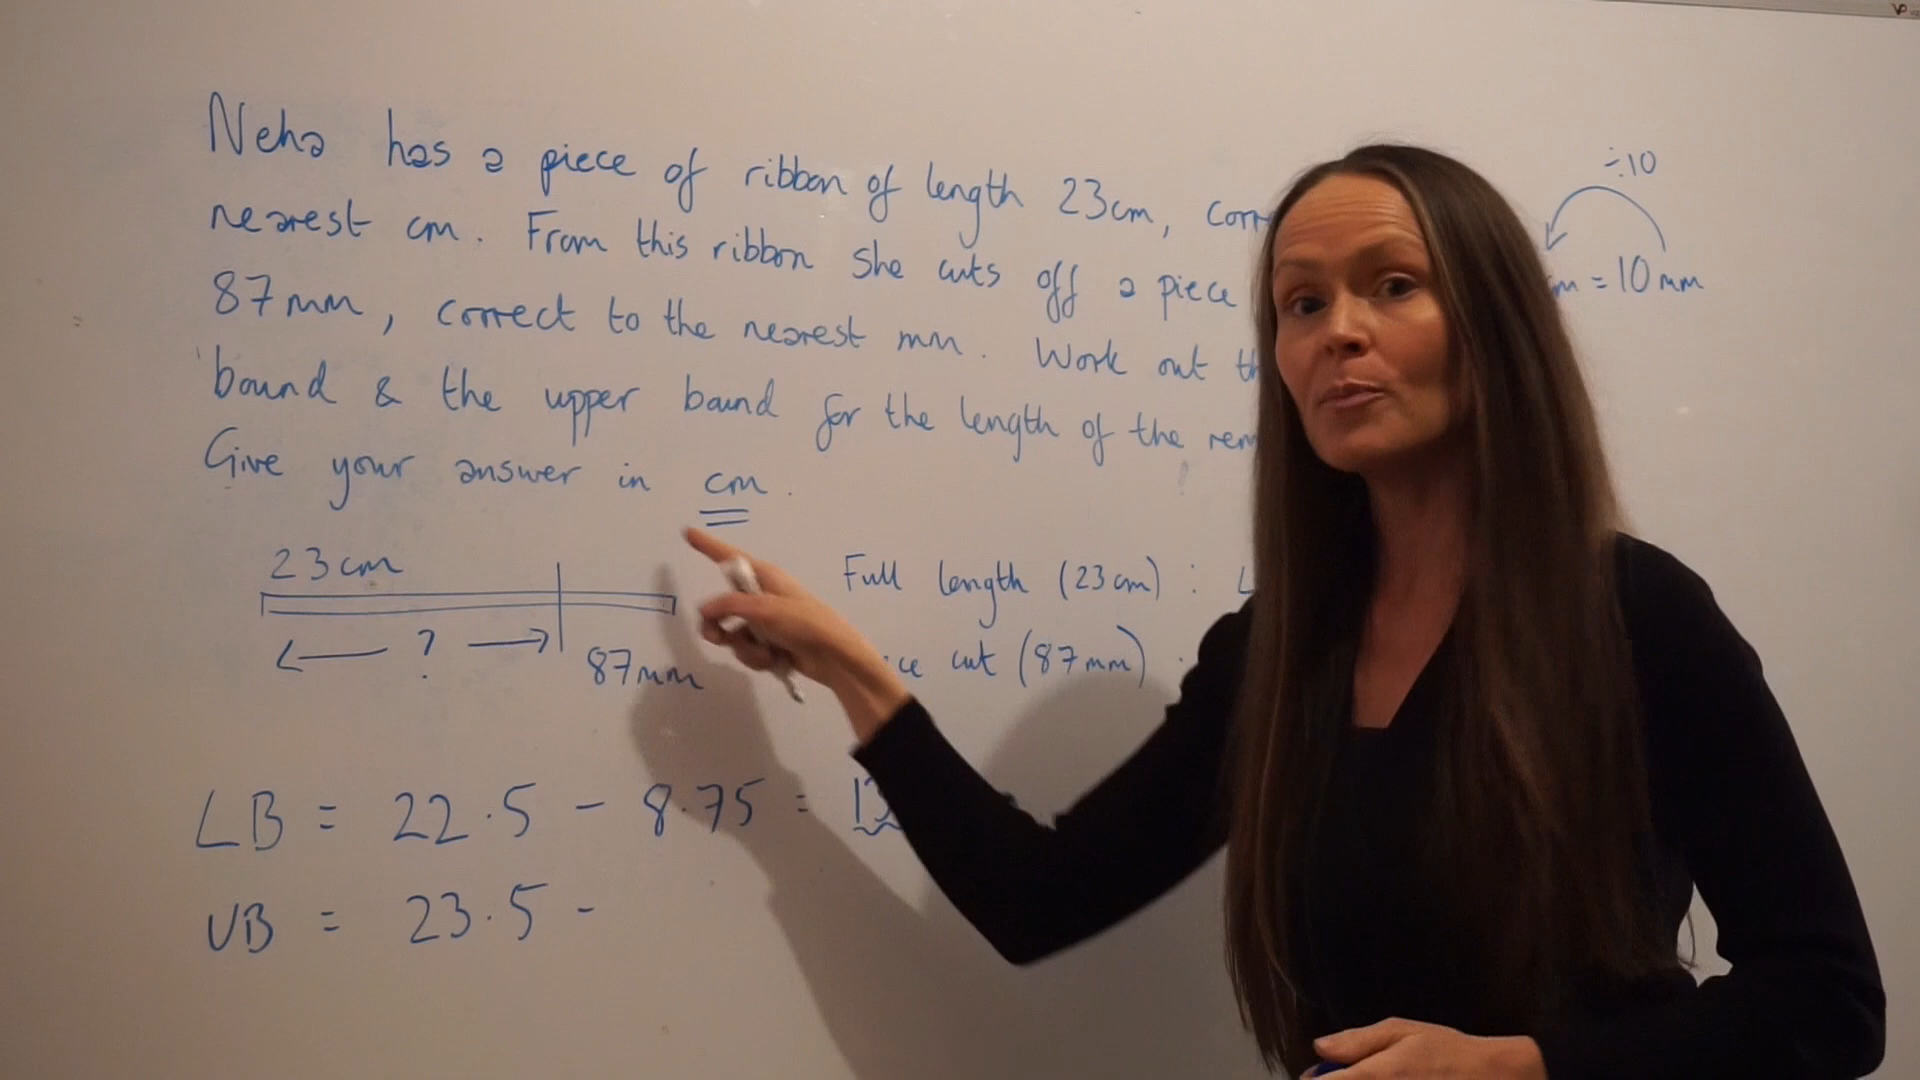 Neha has a piece of ribbon of length 23cm,
÷10
nearest cm. From this ribbon she cuts off a piece
= 10 mm
87mm, correct to the nearest mm. Work out
bound & the upper bound for the length of the
Give your answer in cm.
23cm
?
87mm
Full length (23cm) :
cut (87mm) :
LB = 22.5 - 8.75 =
UB = 23.5 -